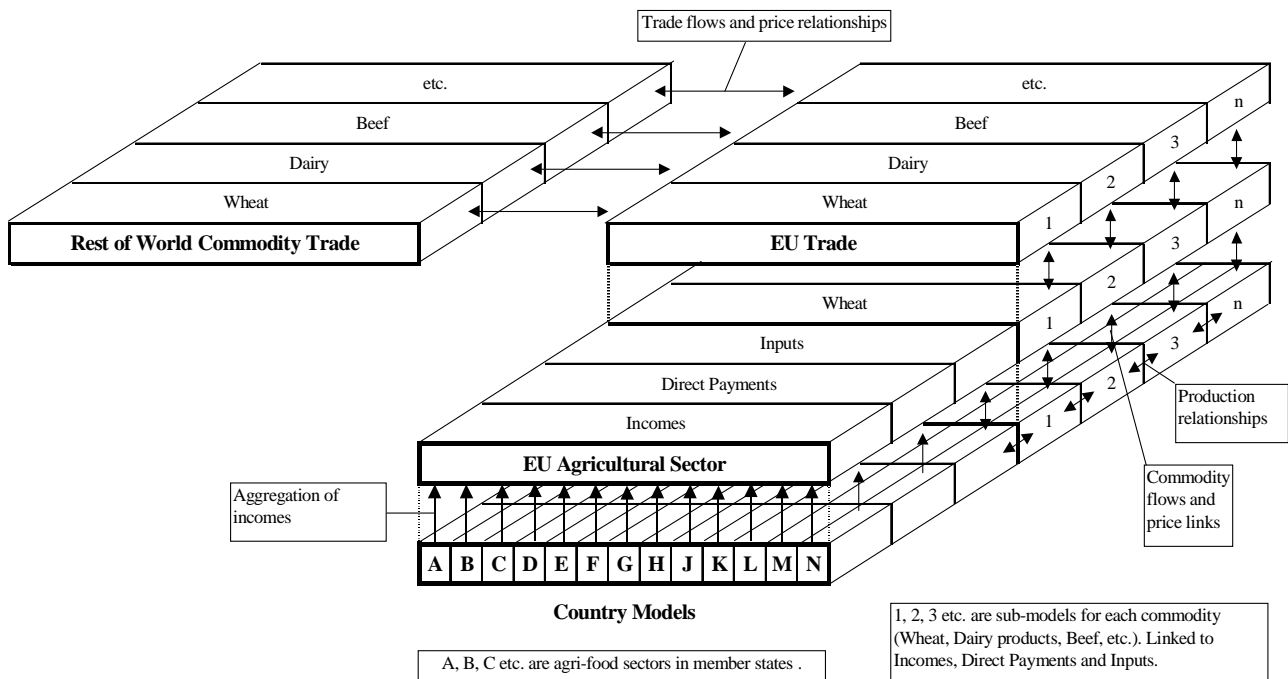 Trade flows and price relationships
etc.
Beef
Dairy
Wheat
Rest of World Commodity Trade
etc.
Beef
Dairy
Wheat
EU Trade
1
2
3
n
Wheat
Inputs
Direct Payments
Incomes
EU Agricultural Sector
1
2
3
n
1
2
3
n
Production
relationships
Commodity
flows and
price links
Aggregation of
incomes
A B C D E F G H J K L M N
Country Models
A, B, C etc. are agri-food sectors in member states .
1, 2, 3 etc. are sub-models for each commodity
(Wheat, Dairy products, Beef, etc.). Linked to
Incomes, Direct Payments and Inputs.